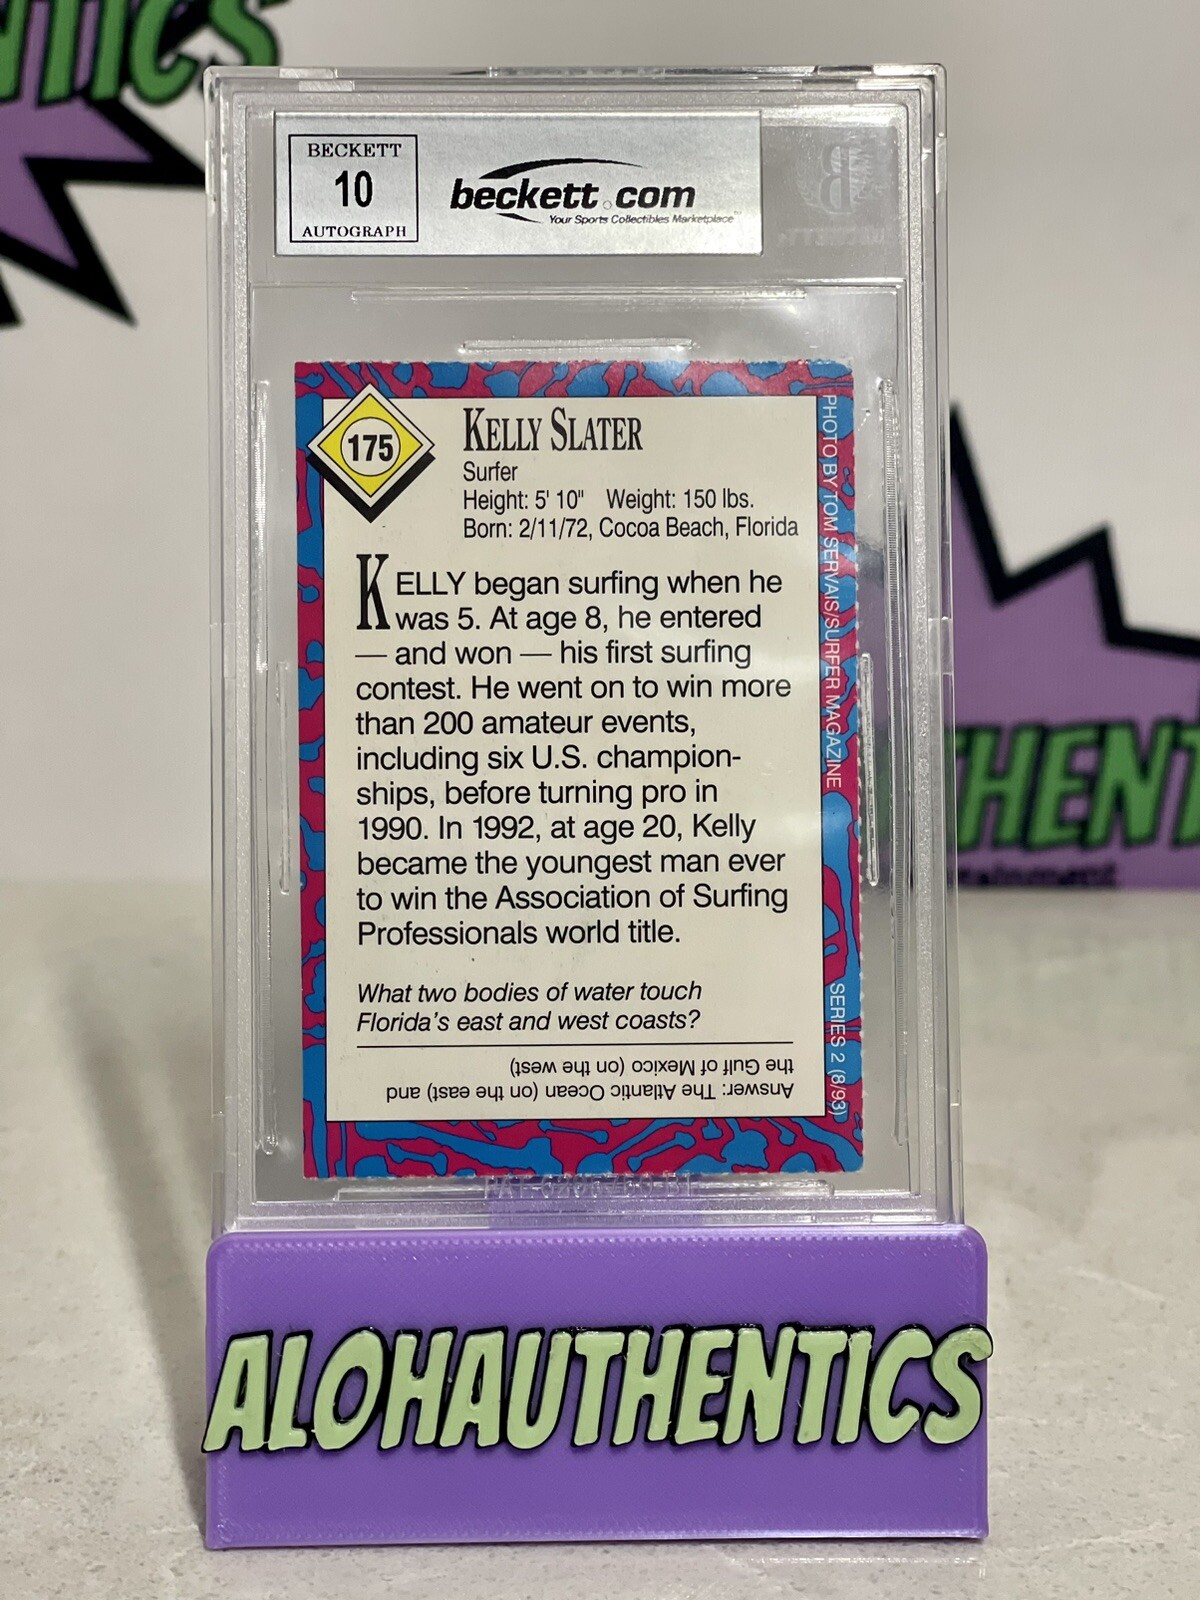 NTICS
BECKETT
10
AUTOGRAPH
beckett.com
Your Sports Collectibles Marketplace
175
KELLY SLATER
Surfer
Height: 5' 10" Weight: 150 lbs.
Born: 2/11/72, Cocoa Beach, Florida
KELLY began surfing when he
was 5. At age 8, he entered
— and won — his first surfing
contest. He went on to win more
than 200 amateur events,
including six U.S. champion-
ships, before turning pro in
1990. In 1992, at age 20, Kelly
became the youngest man ever
to win the Association of Surfing
Professionals world title.
What two bodies of water touch
Florida's east and west coasts?
Answer: The Atlantic Ocean (on the east) and
the Gulf of Mexico (on the west)
PHOTO BY TOM SERVAIS/SURFER MAGAZINE
SERIES 2 (8/93)
THENT
tainment
ALOHAUTHENTICS